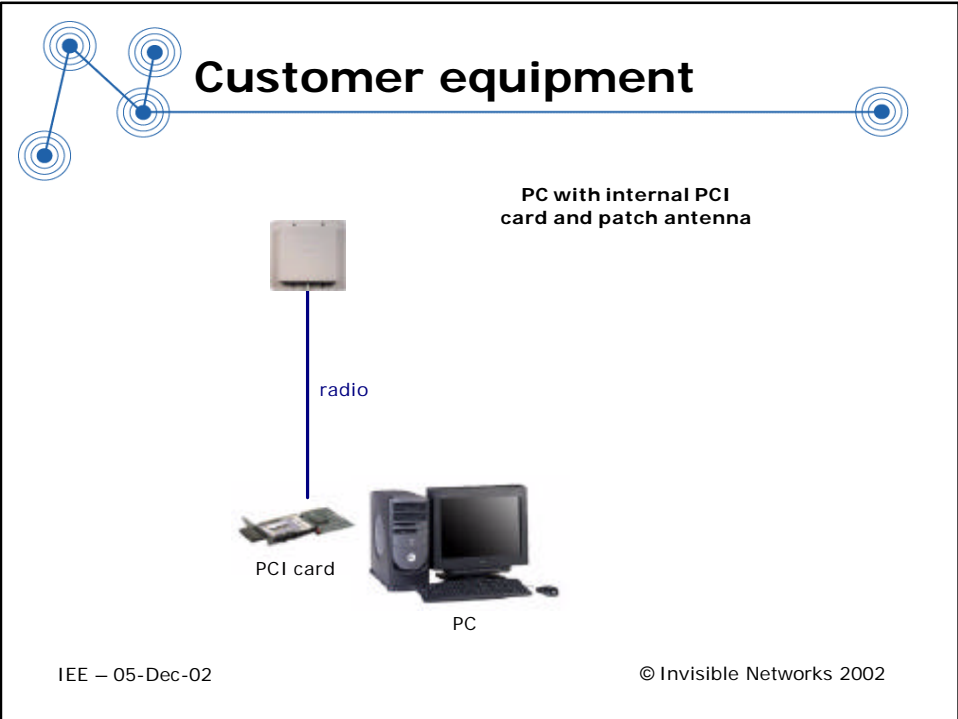 Customer equipment
PC with internal PCI
card and patch antenna
radio
PCI card
PC
IEE – 05-Dec-02
© Invisible Networks 2002